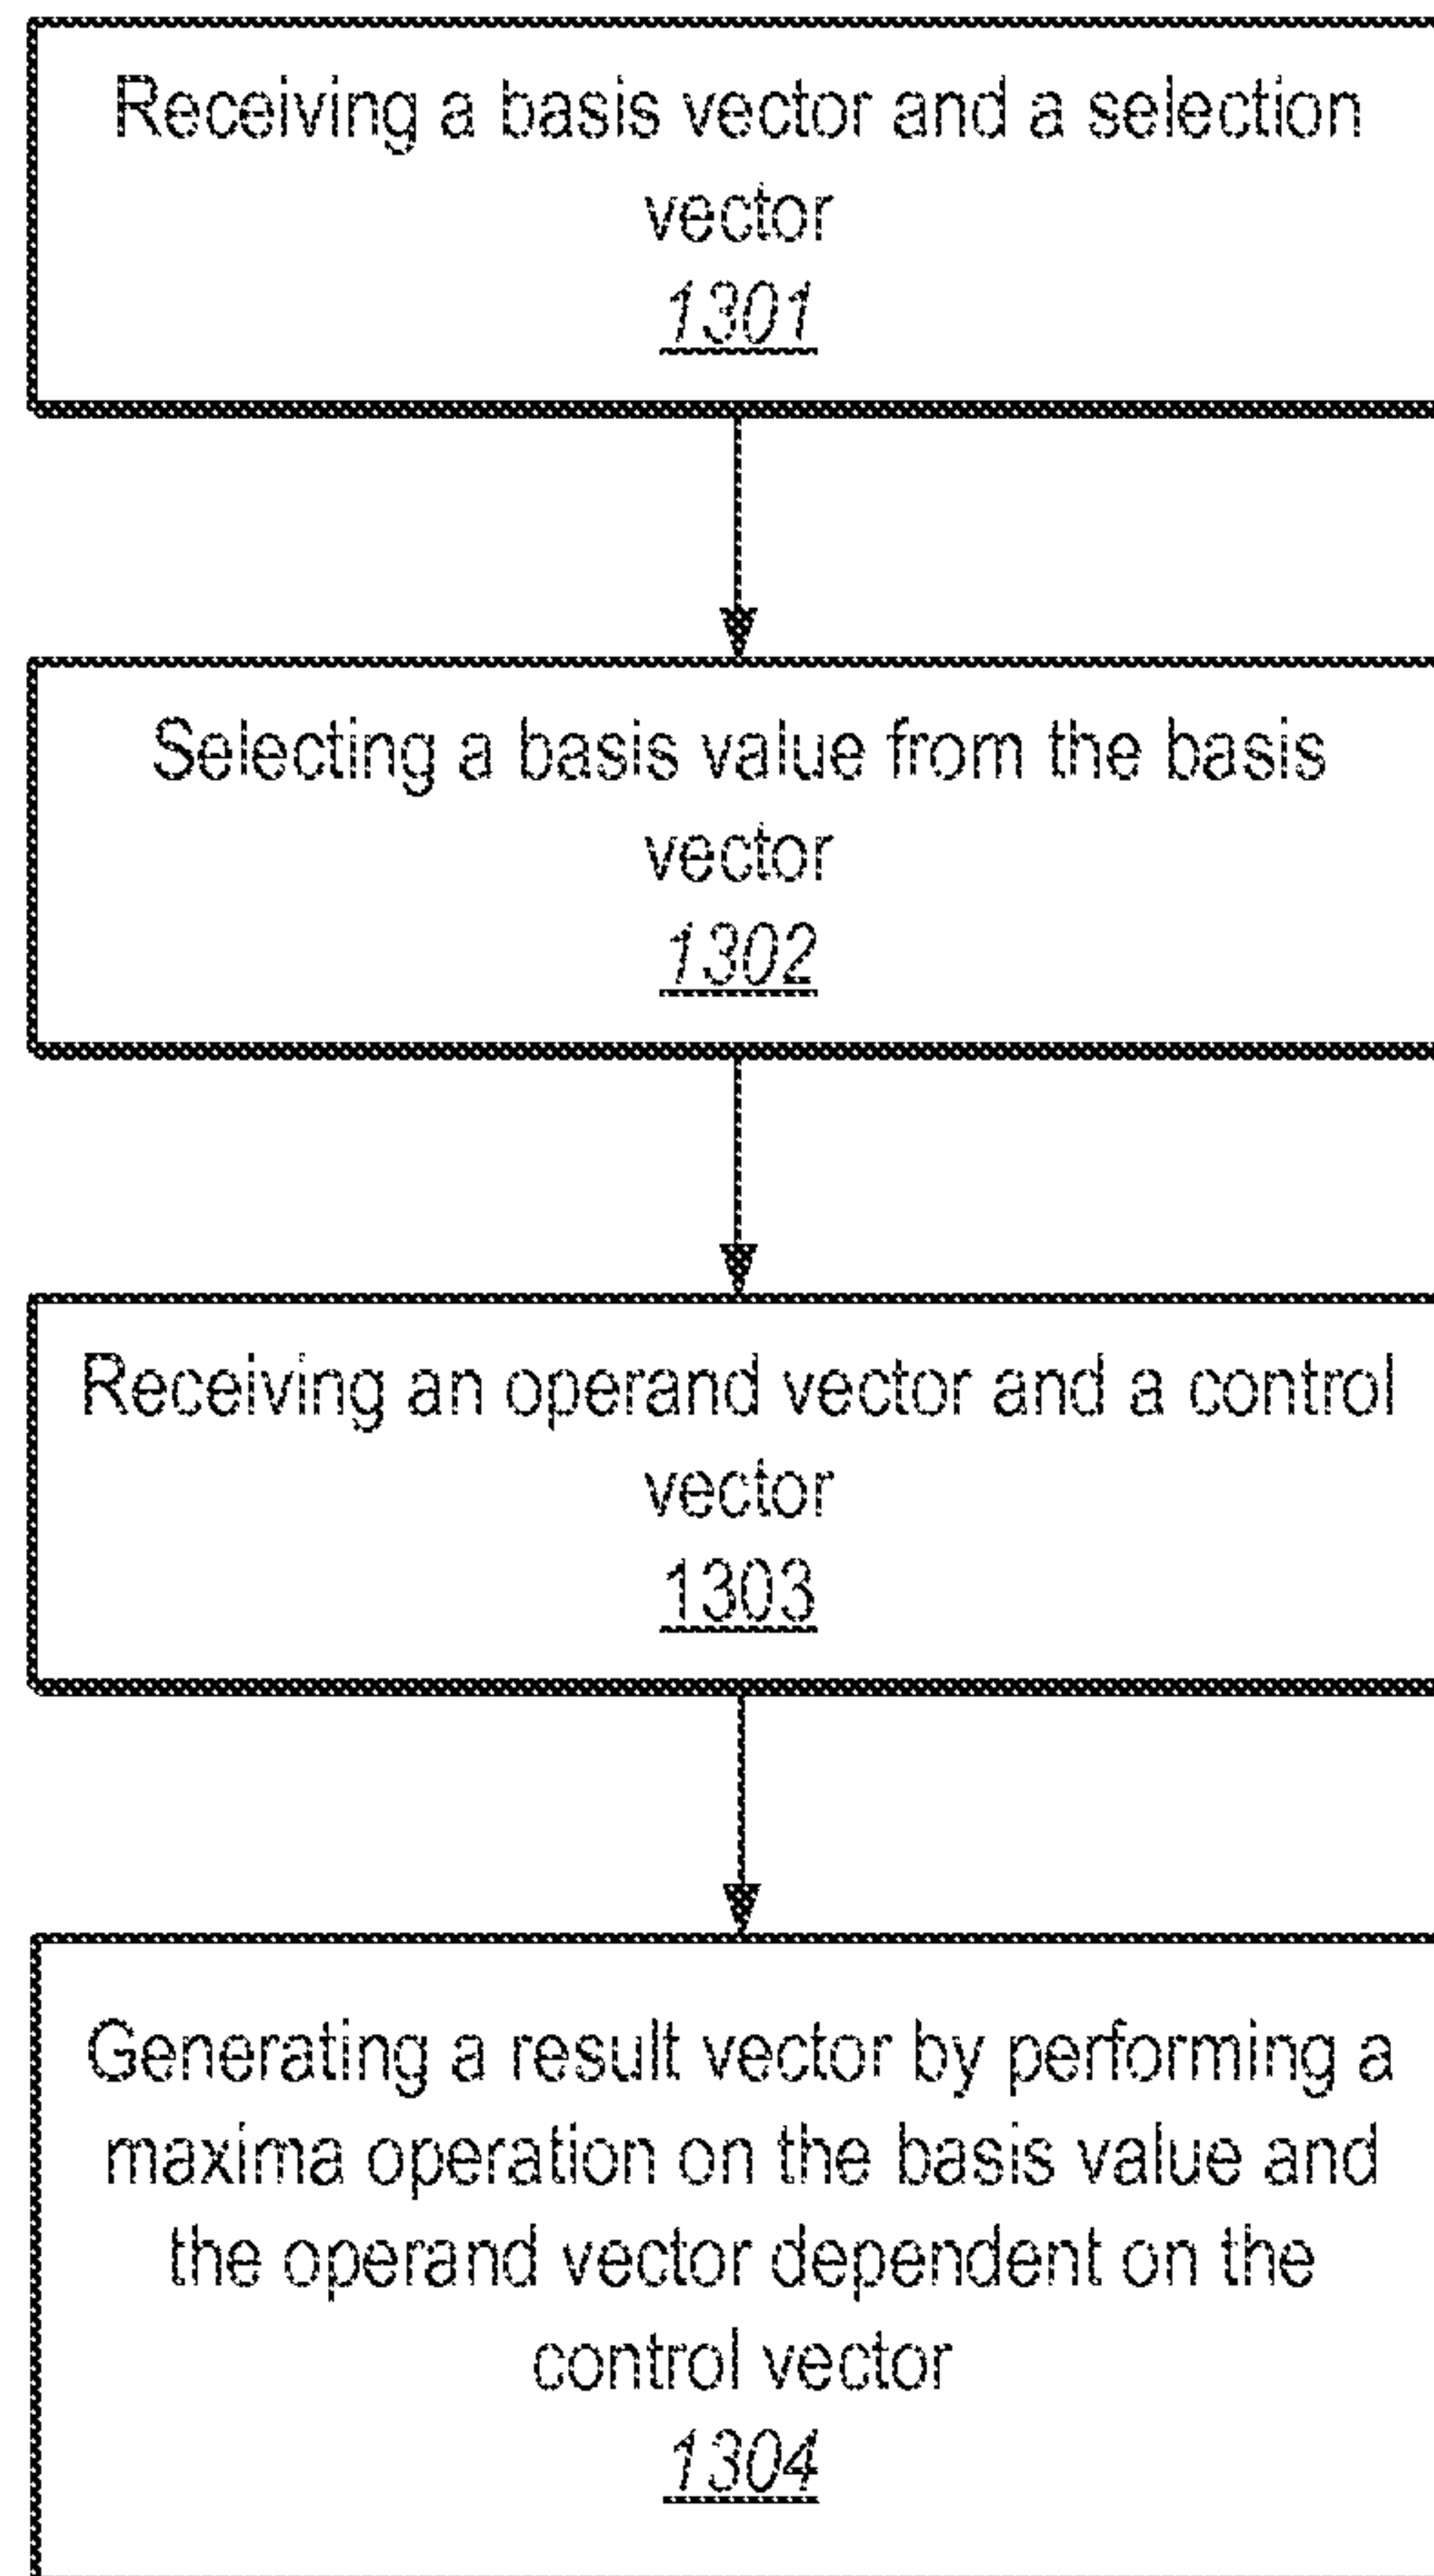 Receiving a basis vector and a selection
vector
1301
Selecting a basis value from the basis
vector
1302
Receiving an operand vector and a control
vector
1303
Generating a result vector by performing a
maxima operation on the basis value and
the operand vector dependent on the
control vector
1304